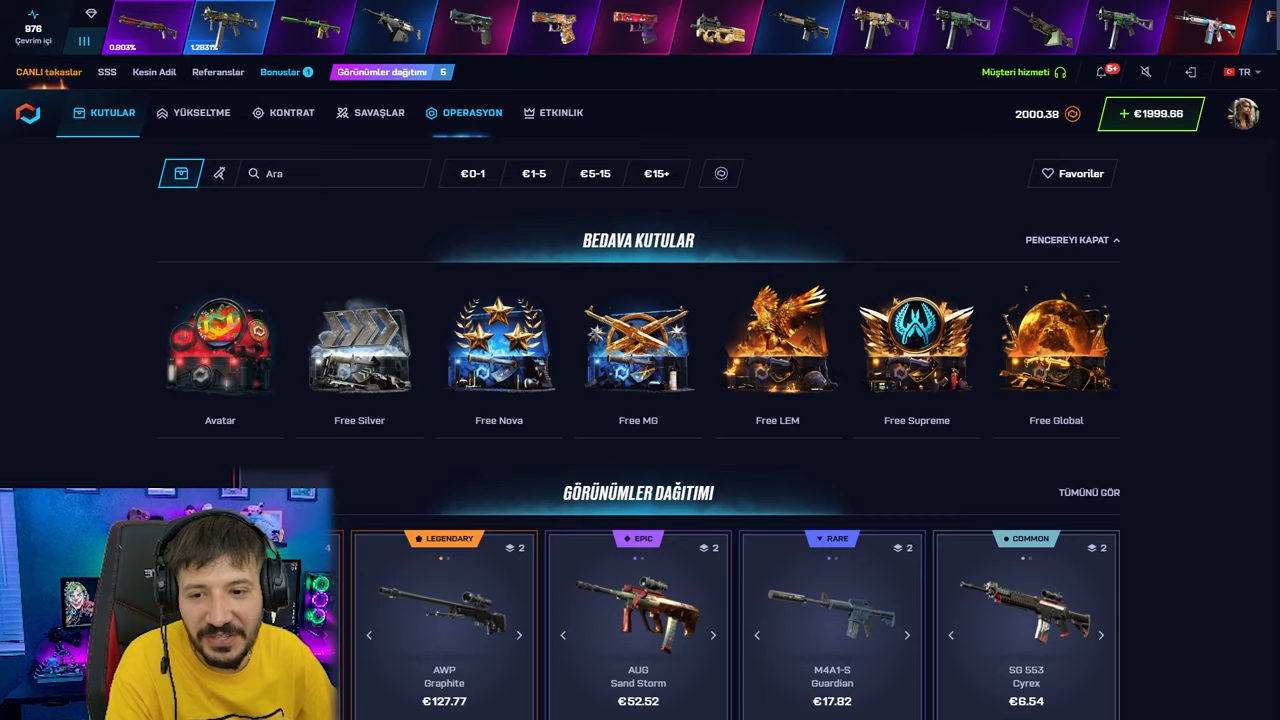 976
Çevrim içi
0.803%
1.2831%
CANLI takaslar
SSS
Kesin Adil
Referanslar
Bonuslar 1
Görünümler dağıtımı 5
Müşteri hizmeti
5+
TR
KUTULAR
YÜKSELTME
KONTRAT
SAVAŞLAR
OPERASYON
ETKINLIK
2000.38
+ €1999.66
Ara
€0-1
€1-5
€5-15
€15+
Favoriler
BEDAVA KUTULAR
PENCEREYI KAPAT
Avatar
Free Silver
Free Nova
Free MG
Free LEM
Free Supreme
Free Global
GÖRÜNÜMLER DAĞITIMI
TÜMÜNÜ GÖR
4
LEGENDARY
2
EPIC
2
RARE
2
COMMON
2
AWP
Graphite
€127.77
AUG
Sand Storm
€52.52
M4A1-S
Guardian
€17.82
SG 553
Cyrex
€6.54